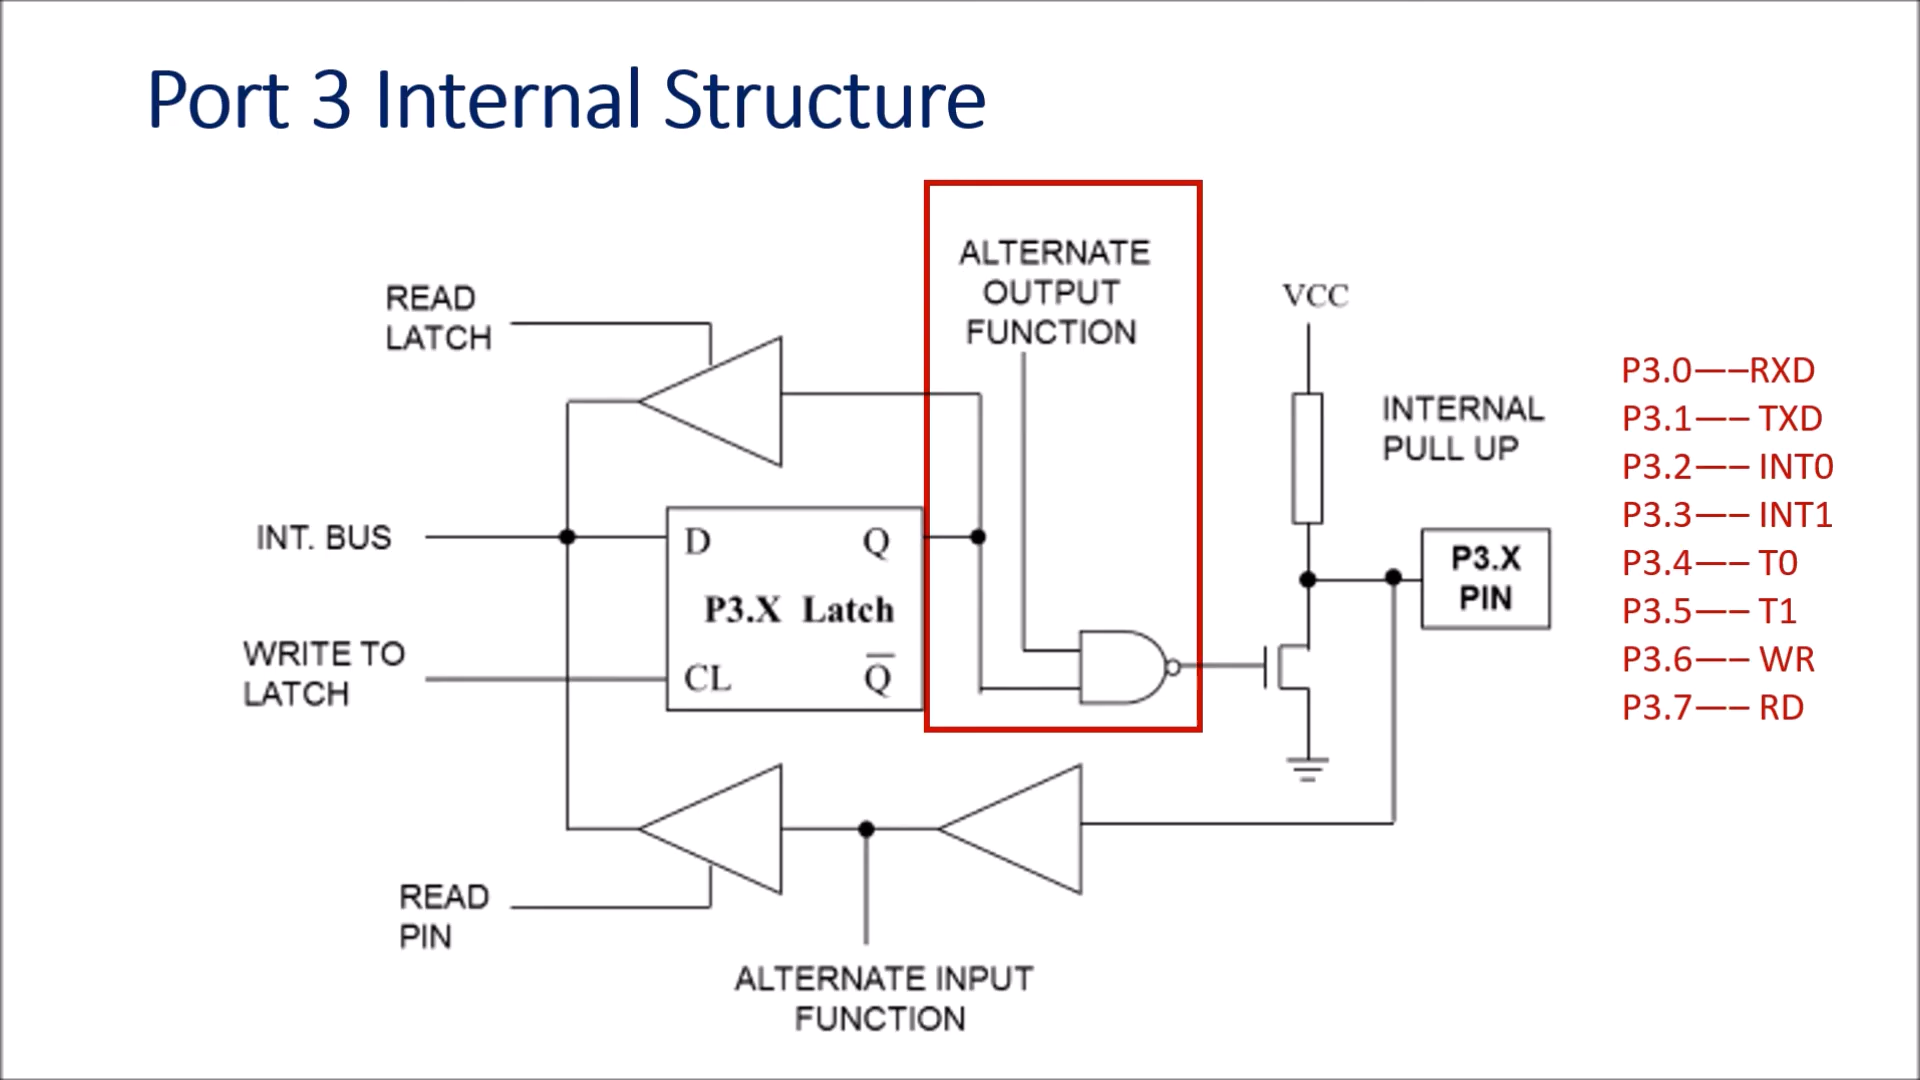 Port 3 Internal Structure
ALTERNATE
OUTPUT
FUNCTION
READ
LATCH
VCC
INTERNAL
PULL UP
P3.0——RXD
P3.1—— TXD
P3.2—— INT0
P3.3—— INT1
P3.4—— T0
P3.5—— T1
P3.6—— WR
P3.7—— RD
INT. BUS
D
Q
P3.X Latch
CL
Q̅
P3.X
PIN
WRITE TO
LATCH
READ
PIN
ALTERNATE INPUT
FUNCTION